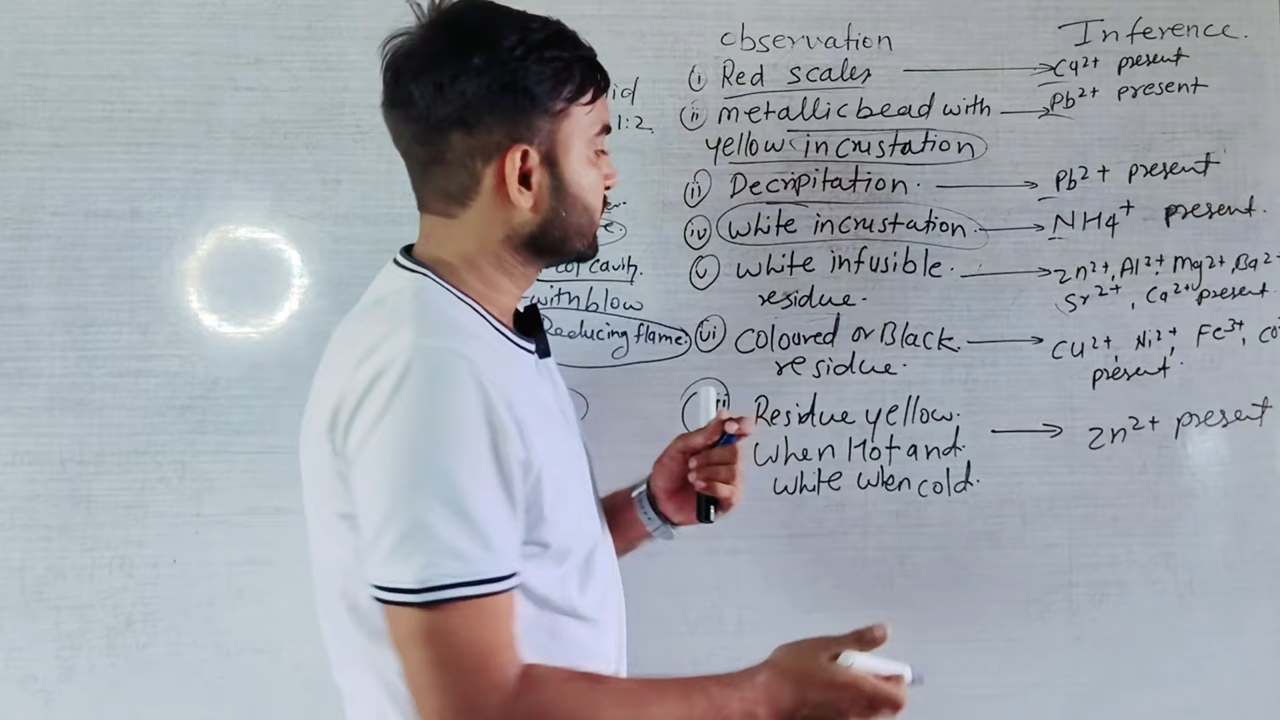 observation Inference.
id
1:2.
(i) Red scales → Cu2+ present
(ii) metallic bead with → Pb2+ present
yellow incrustation
(ii) Decripitation. → Pb2+ present
(iv) white incrustation. → NH4+ present.
cavity.
(v) white infusible. → Zn2+, Al3+, Mg2+, Ba2
residue. Sr2+, Ca2+ present.
with blow
Reducing flame.
(vi) coloured or Black. → Cu2+, Ni2+, Fe3+, Co
residue. present.
Residue yellow.
When Hot and. → Zn2+ present
white when cold.